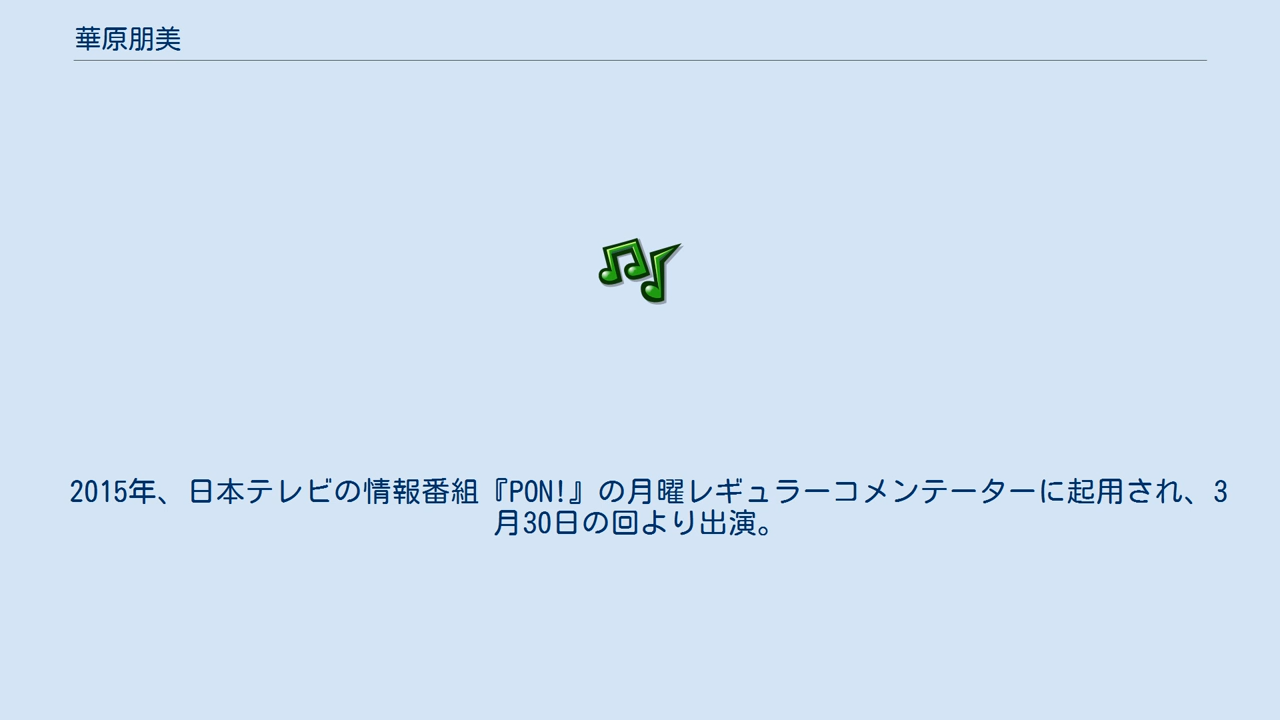 華原朋美
2015年、日本テレビの情報番組『PON!』の月曜レギュラーコメンテーターに起用され、3
月30日の回より出演。